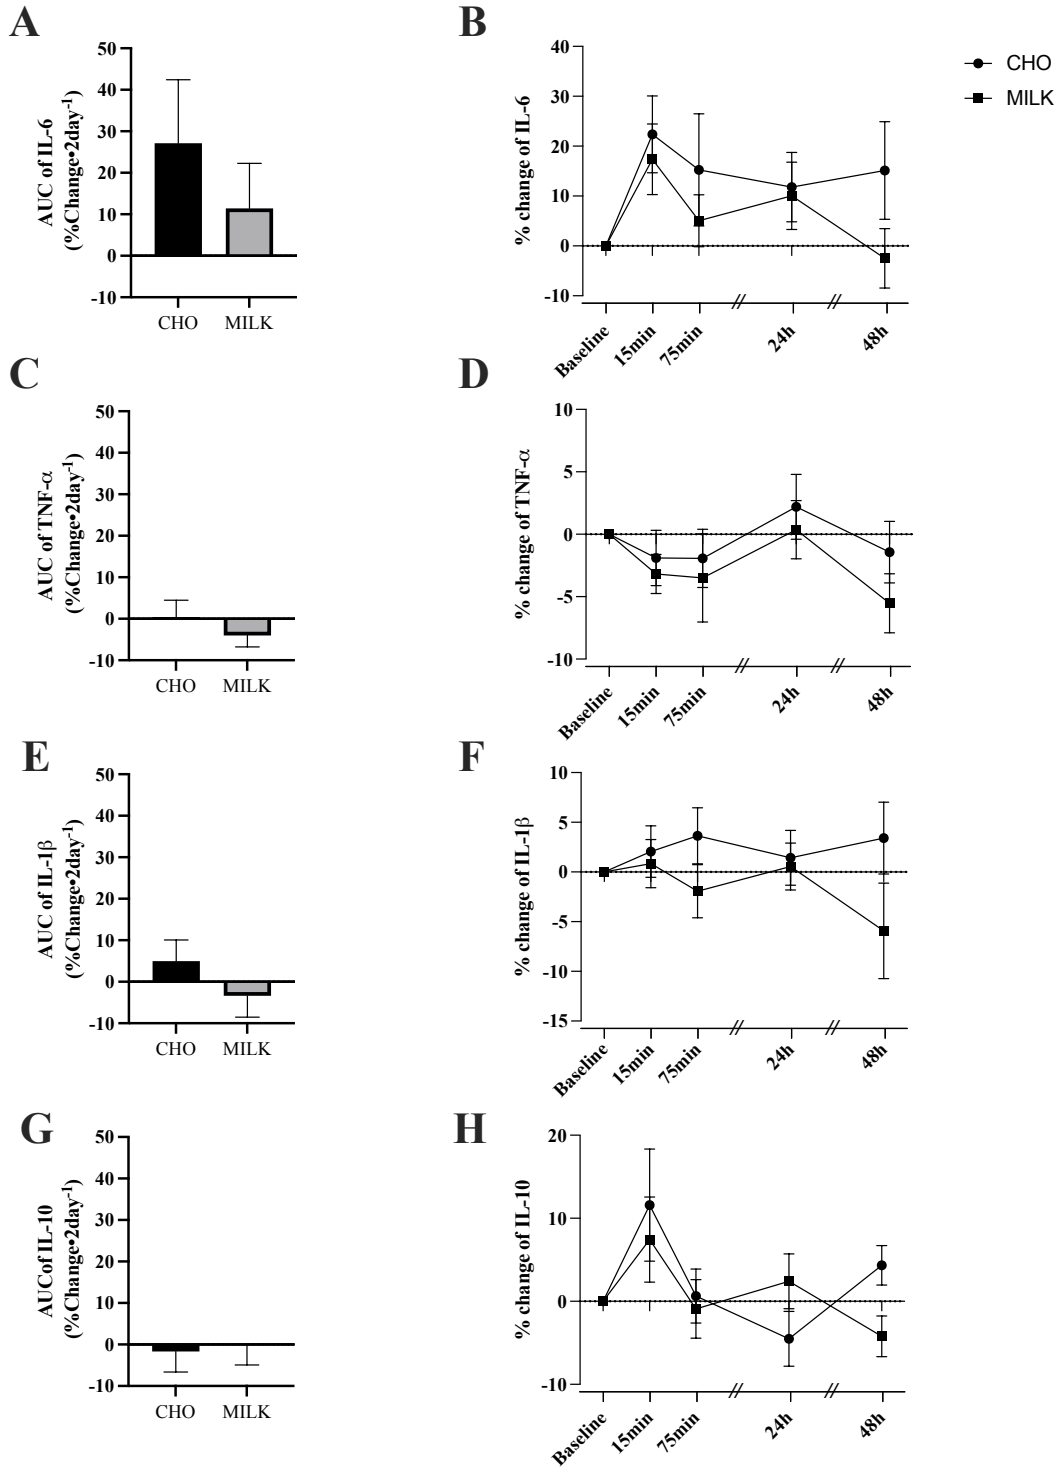 A
AUC of IL-6
(%Change•2day-1)
50
40
30
20
10
0
-10
CHO MILK
B
% change of IL-6
40
30
20
10
0
-10
Baseline 15min 75min 24h 48h
CHO
MILK
C
AUC of TNF-α
(%Change•2day-1)
50
40
30
20
10
0
-10
CHO MILK
D
% change of TNF-α
10
5
0
-5
-10
Baseline 15min 75min 24h 48h
E
AUC of IL-1β
(%Change•2day-1)
50
40
30
20
10
0
-10
CHO MILK
F
% change of IL-1β
10
5
0
-5
-10
-15
Baseline 15min 75min 24h 48h
G
AUCof IL-10
(%Change•2day-1)
50
40
30
20
10
0
-10
CHO MILK
H
% change of IL-10
20
10
0
-10
Baseline 15min 75min 24h 48h